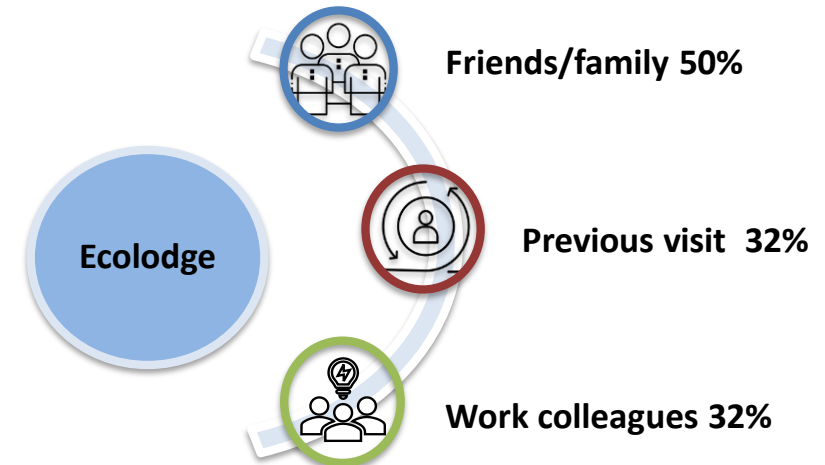 Friends/family 50%
Ecolodge
Previous visit 32%
Work colleagues 32%